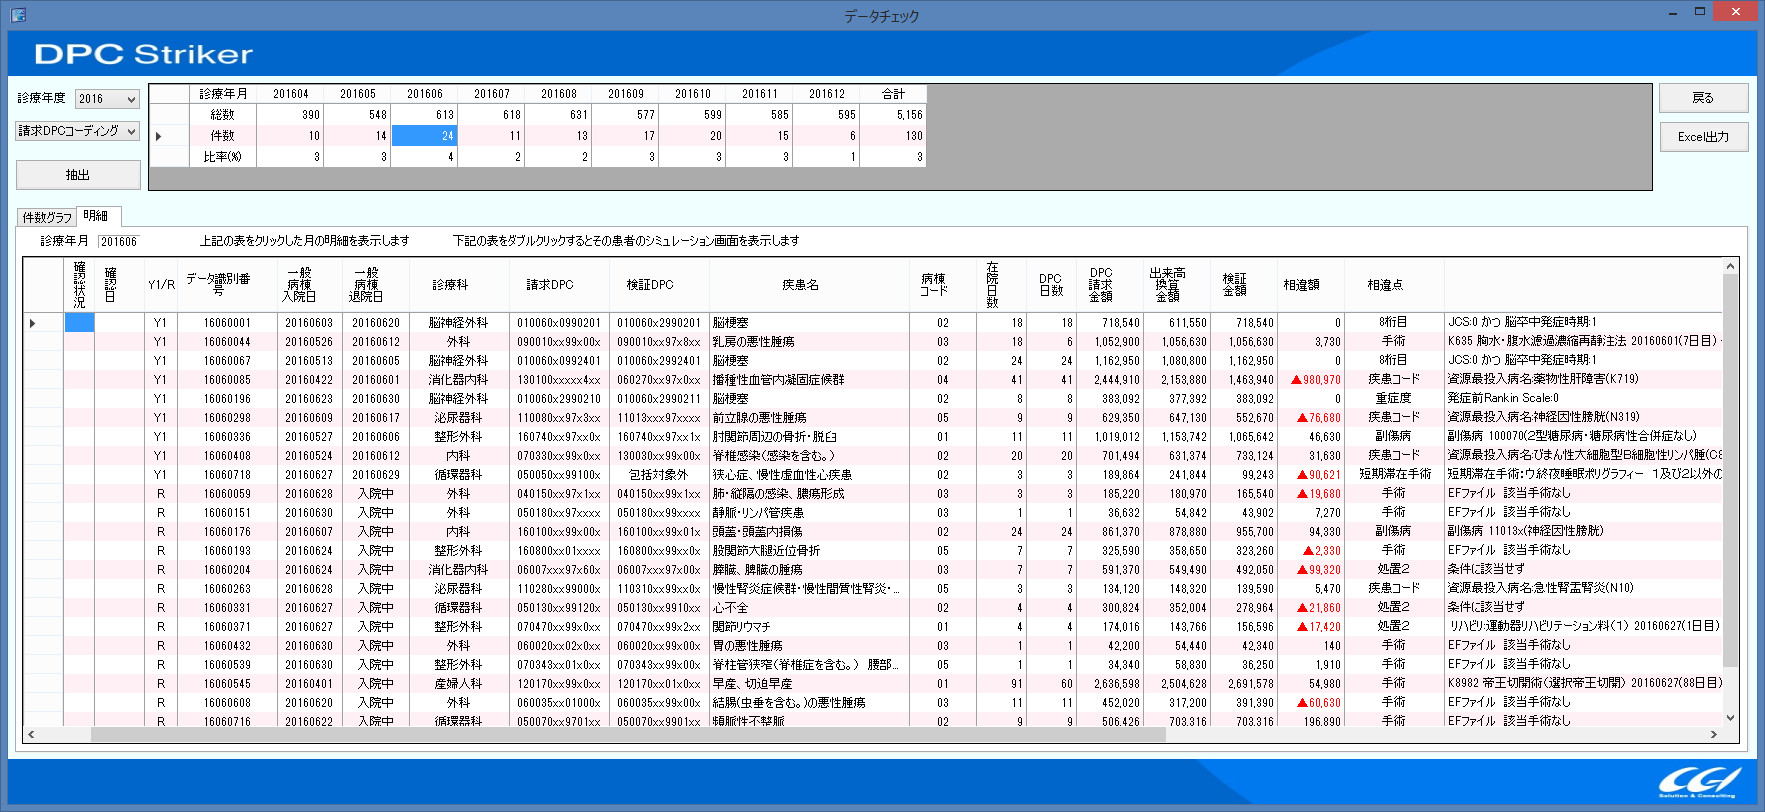 データチェック
DPC Striker
診療年度 2016
請求DPCコーディング
抽出
戻る
Excel出力
診療年月 201604 201605 201606 201607 201608 201609 201610 201611 201612 合計
総数 390 548 613 618 631 577 599 585 595 5,156
件数 10 14 24 11 13 17 20 15 6 130
比率(%) 3 3 4 2 2 3 3 3 1 3
件数グラフ 明細
診療年月 201606 上記の表をクリックした月の明細を表示します 下記の表をダブルクリックするとその患者のシミュレーション画面を表示します
確認状況 確認日 Y1/R データ識別番号 一般病棟入院日 一般病棟退院日 診療科 請求DPC 検証DPC 疾患名 病棟コード 在院日数 DPC日数 DPC請求金額 出来高換算金額 検証金額 相違額 相違点
Y1 16060001 20160603 20160620 脳神経外科 010060x0990201 010060x2990201 脳梗塞 02 18 18 718,540 611,550 718,540 0 8桁目 JCS:0 かつ 脳卒中発症時期:1
Y1 16060044 20160526 20160612 外科 090010xx99x00x 090010xx97x8xx 乳房の悪性腫瘍 03 18 6 1,052,900 1,056,630 1,056,630 3,730 手術 K635 胸水・腹水濾過濃縮再静注法 20160601(7日目)
Y1 16060067 20160513 20160605 脳神経外科 010060x0992401 010060x2992401 脳梗塞 02 24 24 1,162,950 1,080,800 1,162,950 0 8桁目 JCS:0 かつ 脳卒中発症時期:1
Y1 16060085 20160422 20160601 消化器内科 130100xxxxx4xx 060270xx97x0xx 播種性血管内凝固症候群 04 41 41 2,444,910 2,153,880 1,463,940 ▲980,970 疾患コード 資源最投入病名:薬物性肝障害(K719)
Y1 16060196 20160623 20160630 脳神経外科 010060x2990210 010060x2990211 脳梗塞 02 8 8 383,092 377,392 383,092 0 重症度 発症前Rankin Scale:0
Y1 16060298 20160609 20160617 泌尿器科 110080xx97x3xx 11013xxx97xxxx 前立腺の悪性腫瘍 05 9 9 629,350 647,130 552,670 ▲76,680 疾患コード 資源最投入病名:神経因性膀胱(N319)
Y1 16060336 20160527 20160606 整形外科 160740xx97xx0x 160740xx97xx1x 肘関節周辺の骨折・脱臼 01 11 11 1,019,012 1,153,742 1,065,642 46,630 副傷病 副傷病 100070(2型糖尿病・糖尿病性合併症なし)
Y1 16060408 20160524 20160612 内科 070330xx99x0xx 130030xx99x00x 脊椎感染(感染を含む。) 02 20 20 701,494 631,374 733,124 31,630 疾患コード 資源最投入病名:びまん性大細胞型B細胞性リンパ腫(C8
Y1 16060718 20160627 20160629 循環器科 050050xx99100x 包括対象外 狭心症、慢性虚血性心疾患 02 3 3 189,864 241,844 99,243 ▲90,621 短期滞在手術 短期滞在手術:ウ終夜睡眠ポリグラフィー 1及び2以外の
R 16060059 20160628 入院中 外科 040150xx97x1xx 040150xx99x1xx 肺・縦隔の感染、膿瘍形成 03 3 3 185,220 180,970 165,540 ▲19,680 手術 EFファイル 該当手術なし
R 16060151 20160630 入院中 外科 050180xx97xxxx 050180xx99xxxx 静脈・リンパ管疾患 03 1 1 36,632 54,842 43,902 7,270 手術 EFファイル 該当手術なし
R 16060176 20160607 入院中 内科 160100xx99x00x 160100xx99x01x 頭蓋・頭蓋内損傷 02 24 24 861,370 878,880 955,700 94,330 副傷病 副傷病 11013x(神経因性膀胱)
R 16060193 20160624 入院中 整形外科 160800xx01xxxx 160800xx99xx0x 股関節大腿近位骨折 05 7 7 325,590 358,650 323,260 ▲2,330 手術 EFファイル 該当手術なし
R 16060204 20160624 入院中 消化器内科 06007xxx97x60x 06007xxx97x00x 膵臓、脾臓の腫瘍 03 7 7 591,370 549,490 492,050 ▲99,320 処置2 条件に該当せず
R 16060263 20160628 入院中 泌尿器科 110280xx99000x 110310xx99xx0x 慢性腎炎症候群・慢性間質性腎炎・... 05 3 3 134,120 148,320 139,590 5,470 疾患コード 資源最投入病名:急性腎盂腎炎(N10)
R 16060331 20160627 入院中 循環器科 050130xx99120x 050130xx9910xx 心不全 02 4 4 300,824 352,004 278,964 ▲21,860 処置2 条件に該当せず
R 16060371 20160627 入院中 整形外科 070470xx99x0xx 070470xx99x2xx 関節リウマチ 01 4 4 174,016 143,766 156,596 ▲17,420 処置2 リハビリ:運動器リハビリテーション料(1) 20160627(1日目)
R 16060432 20160630 入院中 外科 060020xx02x0xx 060020xx99x00x 胃の悪性腫瘍 03 1 1 42,200 54,440 42,340 140 手術 EFファイル 該当手術なし
R 16060539 20160630 入院中 整形外科 070343xx01x0xx 070343xx99x00x 脊柱管狭窄(脊椎症を含む。) 腰部... 05 1 1 34,340 58,830 36,250 1,910 手術 EFファイル 該当手術なし
R 16060545 20160401 入院中 産婦人科 120170xx99x0xx 120170xx01x0xx 早産、切迫早産 01 91 60 2,636,598 2,504,628 2,691,578 54,980 手術 K8982 帝王切開術(選択帝王切開) 20160627(88日目)
R 16060608 20160620 入院中 外科 060035xx01000x 060035xx99x00x 結腸(虫垂を含む。)の悪性腫瘍 03 11 11 452,020 317,200 391,390 ▲60,630 手術 EFファイル 該当手術なし
R 16060716 20160622 入院中 循環器科 050070xx9701xx 050070xx9901xx 頻脈性不整脈 02 9 9 506,426 703,316 703,316 196,890 手術 EFファイル 該当手術なし
CGI
Solution & Consulting